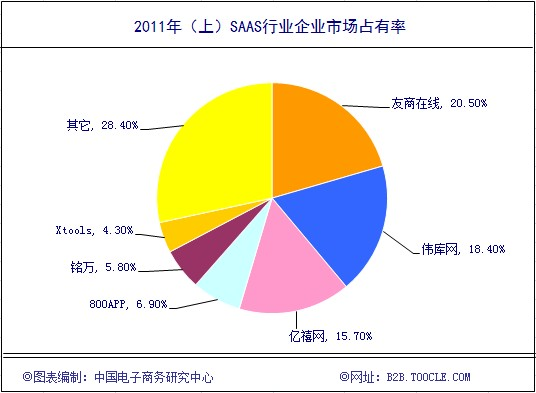 2011年（上）SAAS行业企业市场占有率
友商在线, 20.50%
其它, 28.40%
Xtools, 4.30%
伟库网, 18.40%
铭万, 5.80%
800APP, 6.90%
亿禧网, 15.70%
©图表编制：中国电子商务研究中心 ©网址：B2B.TOOCLE.COM